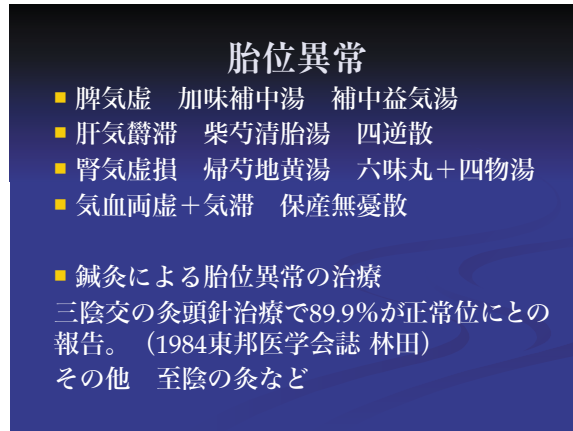 胎位異常
■ 脾気虚　加味補中湯　補中益気湯
■ 肝気欝滞　柴芍清胎湯　四逆散
■ 腎気虚損　帰芍地黄湯　六味丸＋四物湯
■ 気血両虚＋気滞　保産無憂散
■ 鍼灸による胎位異常の治療
三陰交の灸頭針治療で89.9%が正常位にとの
報告。（1984東邦医学会誌 林田）
その他　至陰の灸など